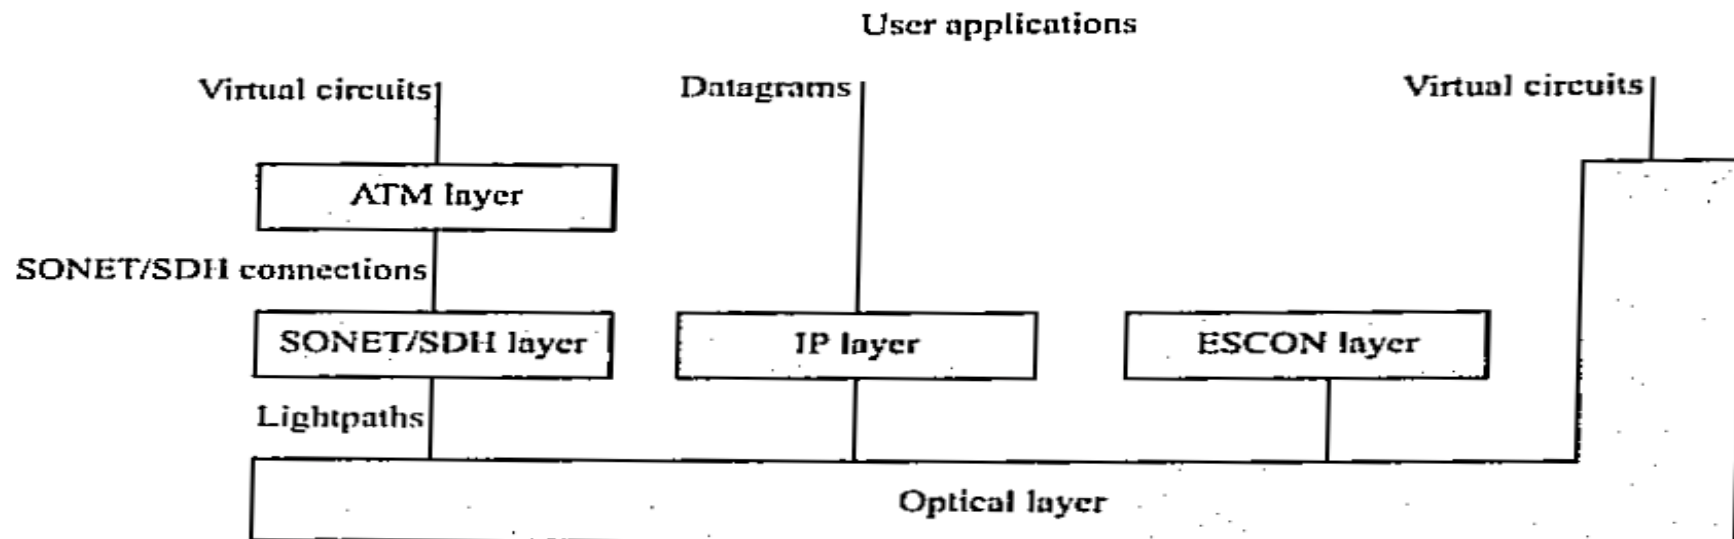 User applications
Virtual circuits
Datagrams
Virtual circuits
ATM layer
SONET/SDH connections
SONET/SDH layer
IP layer
ESCON layer
Lightpaths
Optical layer